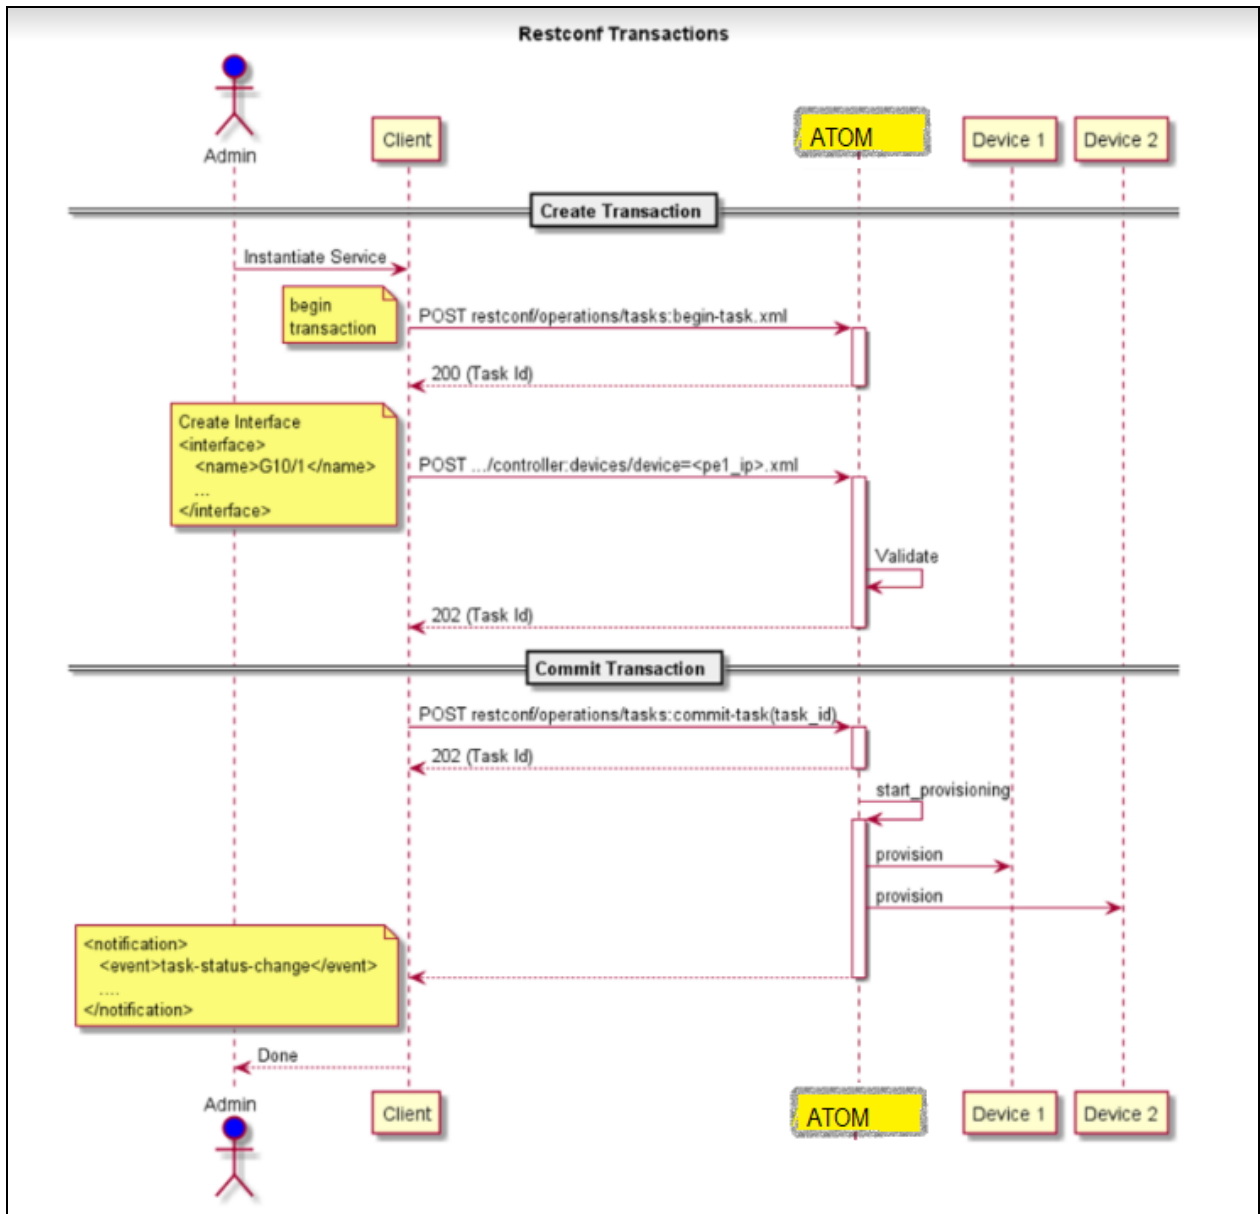 Restconf Transactions
Admin
Client
ATOM
Device 1
Device 2
Create Transaction
Instantiate Service
begin
transaction
POST restconf/operations/tasks:begin-task.xml
200 (Task Id)
Create Interface
<interface>
<name>G10/1</name>
...
</interface>
POST .../controller:devices/device=<pe1_ip>.xml
Validate
202 (Task Id)
Commit Transaction
POST restconf/operations/tasks:commit-task(task_id)
202 (Task Id)
start_provisioning
provision
provision
<notification>
<event>task-status-change</event>
....
</notification>
Done
Admin
Client
ATOM
Device 1
Device 2